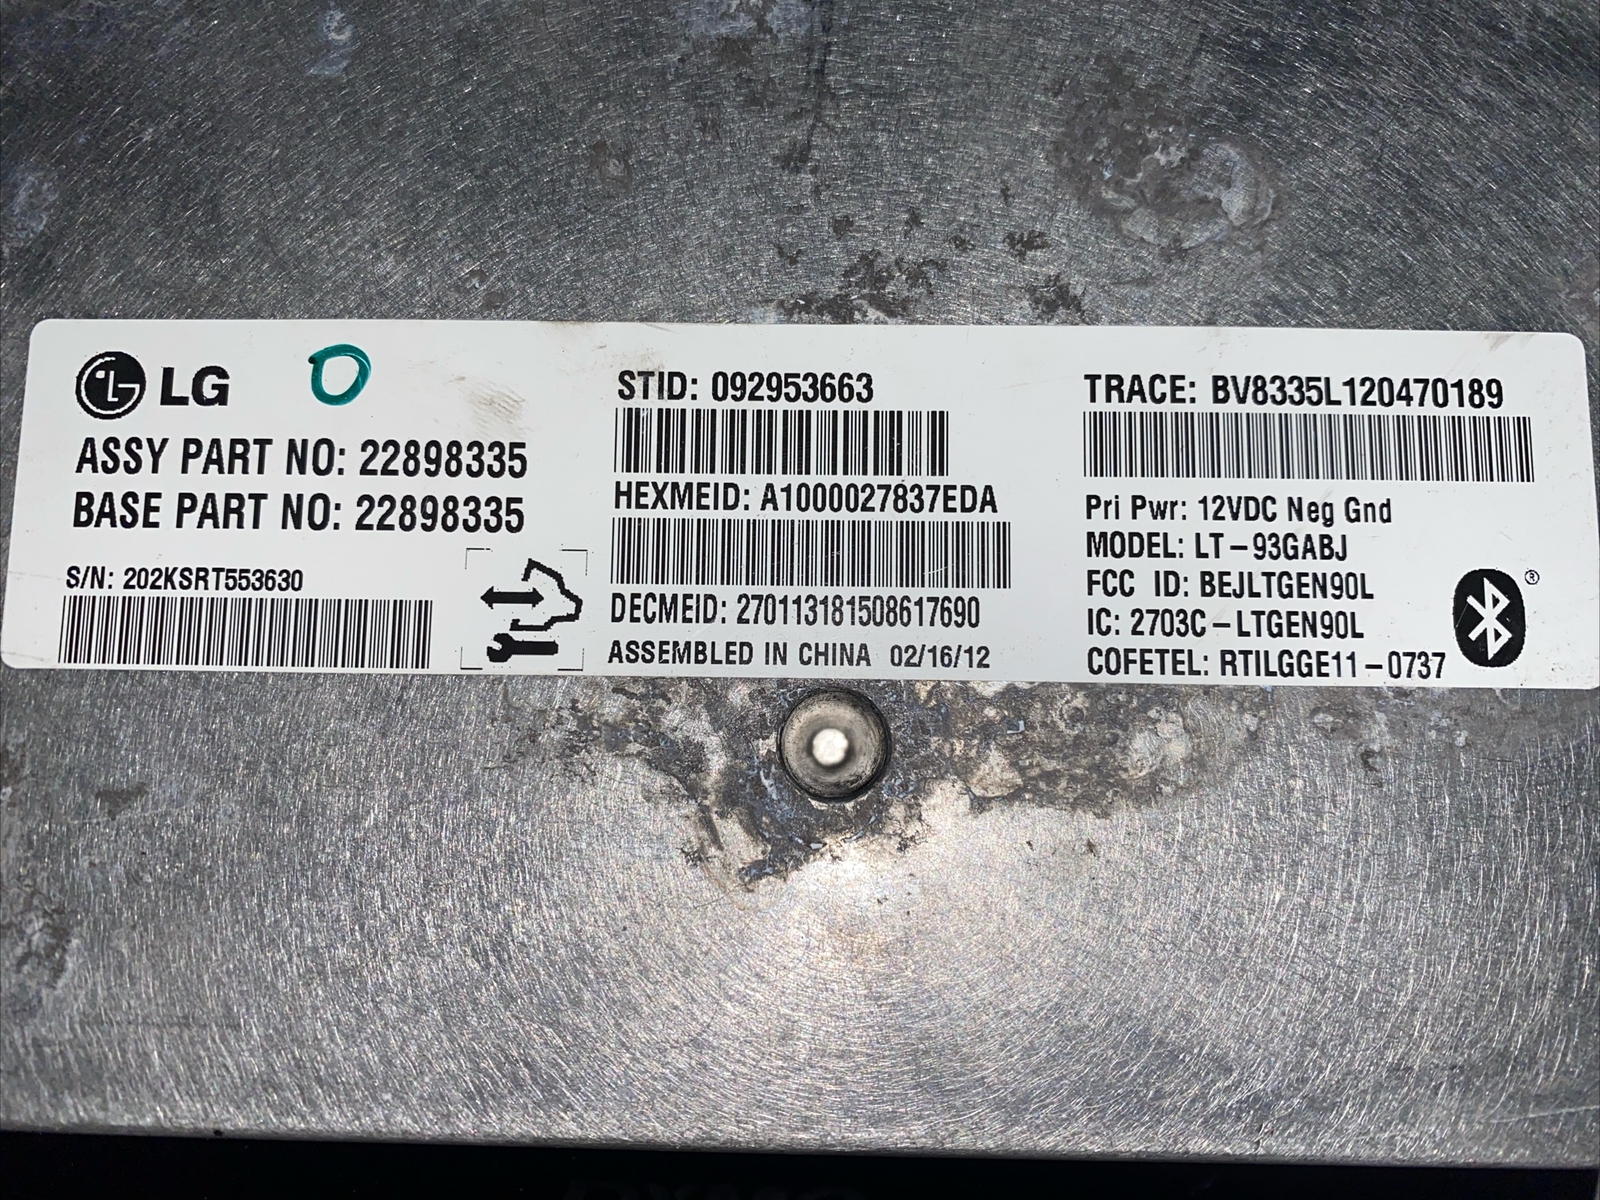 LG
ASSY PART NO: 22898335
BASE PART NO: 22898335
S/N: 202KSRT553630
STID: 092953663
HEXMEID: A1000027837EDA
DECMEID: 270113181508617690
ASSEMBLED IN CHINA 02/16/12
TRACE: BV8335L120470189
Pri Pwr: 12VDC Neg Gnd
MODEL: LT-93GABJ
FCC ID: BEJLTGEN90L
IC: 2703C-LTGEN90L
COFETEL: RTILGGE11-0737
®